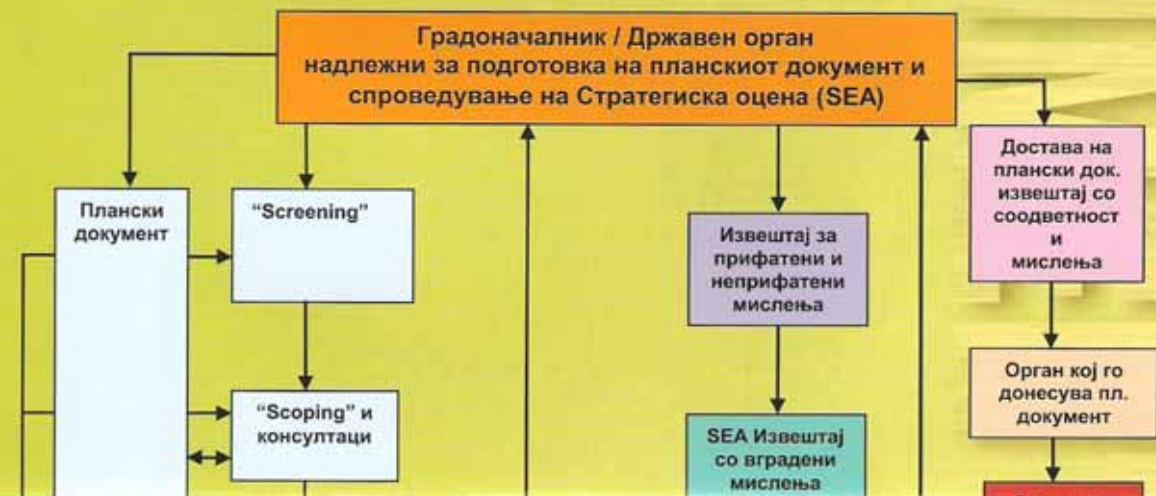 Градоначалник / Државен орган
надлежни за подготовка на планскиот документ и
спроведување на Стратегиска оцена (SEA)
Плански
документ
“Screening”
“Scoping” и
консултаци
Извештај за
прифатени и
неприфатени
мислења
SEA Извештај
со вградени
мислења
Достава на
плански док.
извештај со
соодветност
и
мислења
Орган кој го
донесува пл.
документ